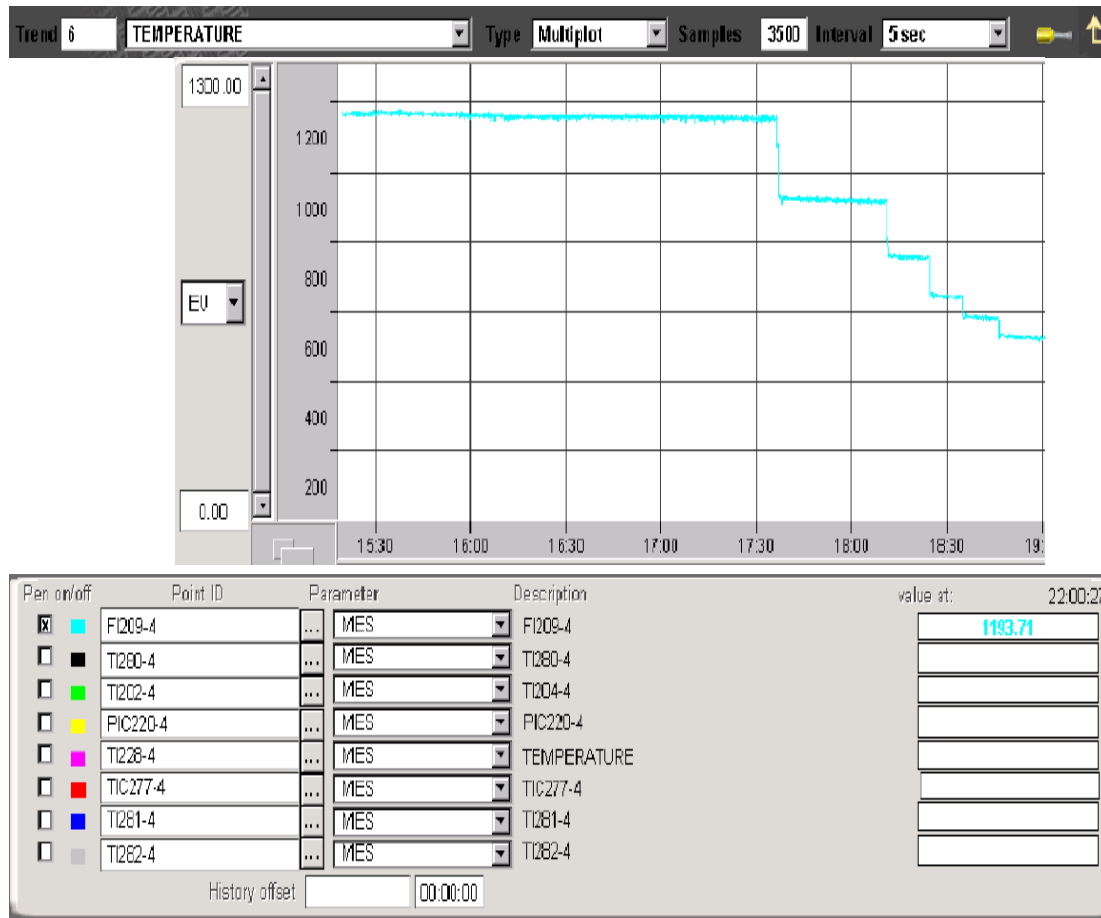 Trend 6 TEMPERATURE Type Multiplot Samples 3500 Interval 5 sec
1300.00
1200
1000
800
EU
600
400
200
0.00
15:30 16:00 16:30 17:00 17:30 18:00 18:30 19:
Pen on/off Point ID Parameter Description value at: 22:00:27
x FI209-4 ... MES FI209-4 1193.71
TI280-4 ... MES TI280-4
TI202-4 ... MES TI204-4
PIC220-4 ... MES PIC220-4
TI228-4 ... MES TEMPERATURE
TIC277-4 ... MES TIC277-4
TI281-4 ... MES TI281-4
TI282-4 ... MES TI282-4
History offset 00:00:00